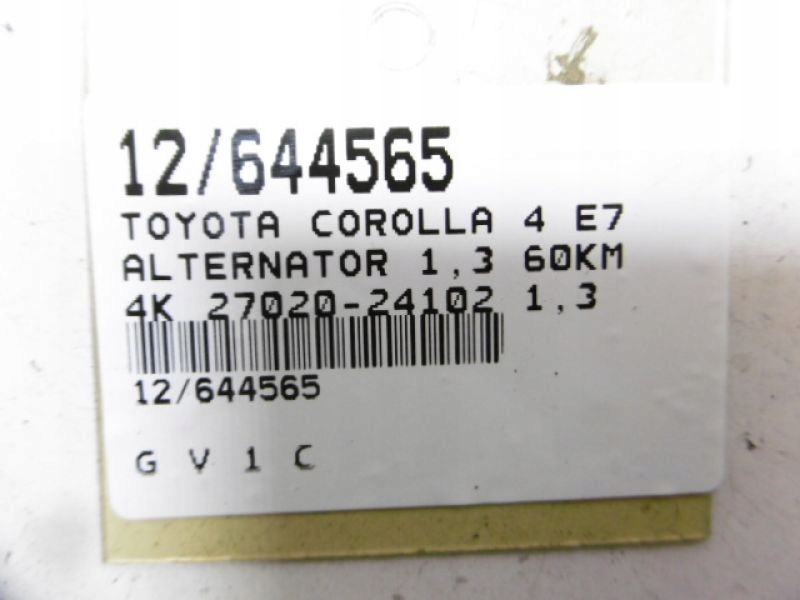 12/644565
TOYOTA COROLLA 4 E7
ALTERNATOR 1,3 60KM
4K 27020-24102 1,3
12/644565
G V 1 C